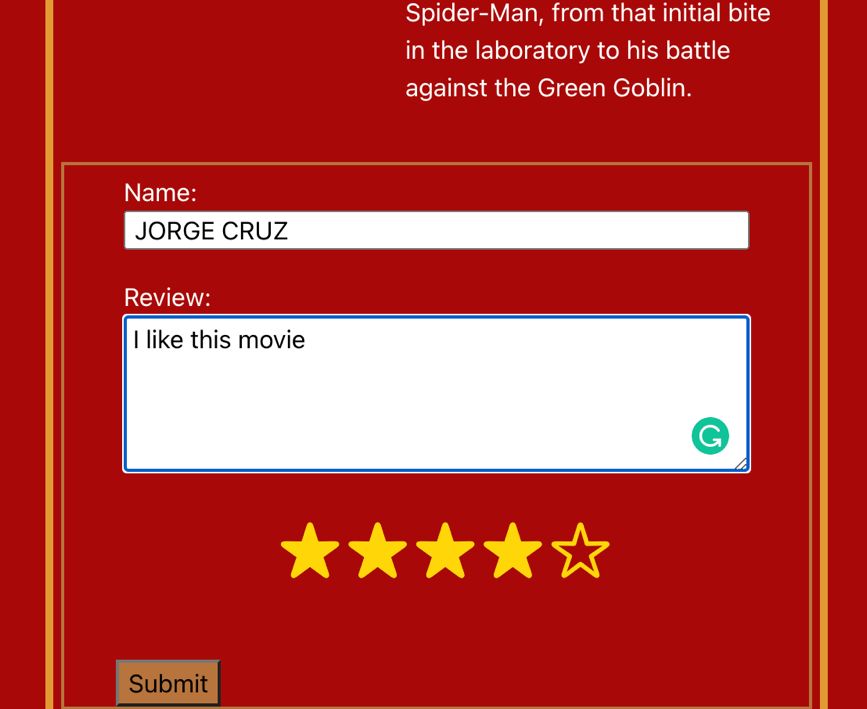 Spider-Man, from that initial bite
in the laboratory to his battle
against the Green Goblin.
Name:
JORGE CRUZ
Review:
I like this movie
Submit